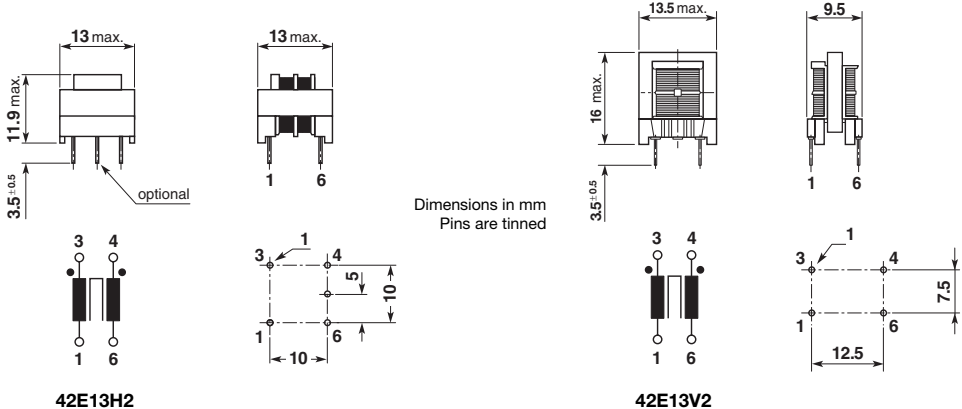 13 max.
11.9 max.
3.5±0.5
optional
13 max.
1 6
3 4
1 6
3 1 4
5
10
1 6
10
42E13H2
Dimensions in mm
Pins are tinned
13.5 max.
16 max.
3.5±0.5
9.5
1 6
3 4
1 6
3 1 4
7.5
1 6
12.5
42E13V2